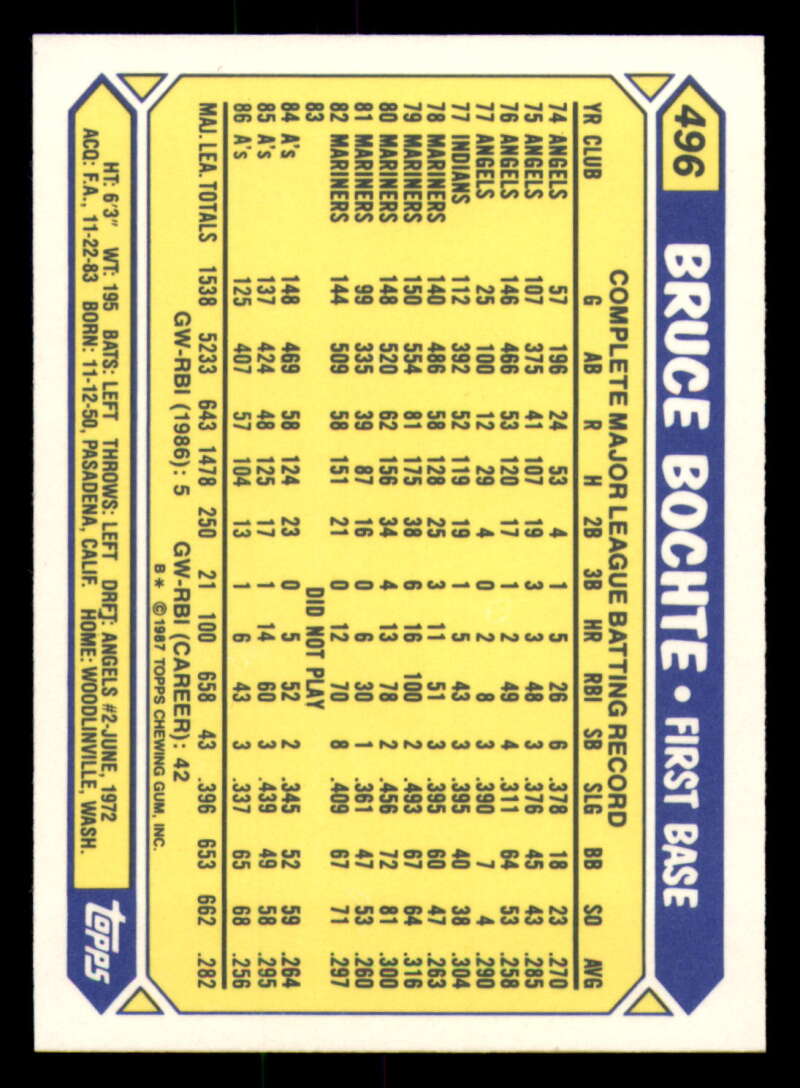 496 BRUCE BOCHTE • FIRST BASE
COMPLETE MAJOR LEAGUE BATTING RECORD
YR CLUB G AB R H 2B 3B HR RBI SB SLG BB SO AVG
74 ANGELS 57 196 24 53 4 1 5 26 6 .378 18 23 .270
75 ANGELS 107 375 41 107 19 3 3 48 3 .376 45 43 .285
76 ANGELS 146 466 53 120 17 1 2 49 4 .311 64 53 .258
77 ANGELS 25 100 12 29 4 0 2 8 3 .390 7 4 .290
77 INDIANS 112 392 52 119 19 1 5 43 3 .395 40 38 .304
78 MARINERS 140 486 58 128 25 3 11 51 3 .395 60 47 .263
79 MARINERS 150 554 81 175 38 6 16 100 2 .493 67 64 .316
80 MARINERS 148 520 62 156 34 4 13 78 2 .456 72 81 .300
81 MARINERS 99 335 39 87 16 0 6 30 1 .361 47 53 .260
82 MARINERS 144 509 58 151 21 0 12 70 8 .409 67 71 .297
83 DID NOT PLAY
84 A's 148 469 58 124 23 0 5 52 2 .345 52 59 .264
85 A's 137 424 48 125 17 1 14 60 3 .439 49 58 .295
86 A's 125 407 57 104 13 1 6 43 3 .337 65 68 .256
MAJ. LEA. TOTALS 1538 5233 643 1478 250 21 100 658 43 .396 653 662 .282
GW-RBI (1986): 5 GW-RBI (CAREER): 42
B* ©1987 TOPPS CHEWING GUM, INC.
HT: 6'3" WT: 195 BATS: LEFT THROWS: LEFT DRFT: ANGELS #2-JUNE, 1972
ACQ: F.A., 11-22-83 BORN: 11-12-50, PASADENA, CALIF. HOME: WOODLINVILLE, WASH.
topps